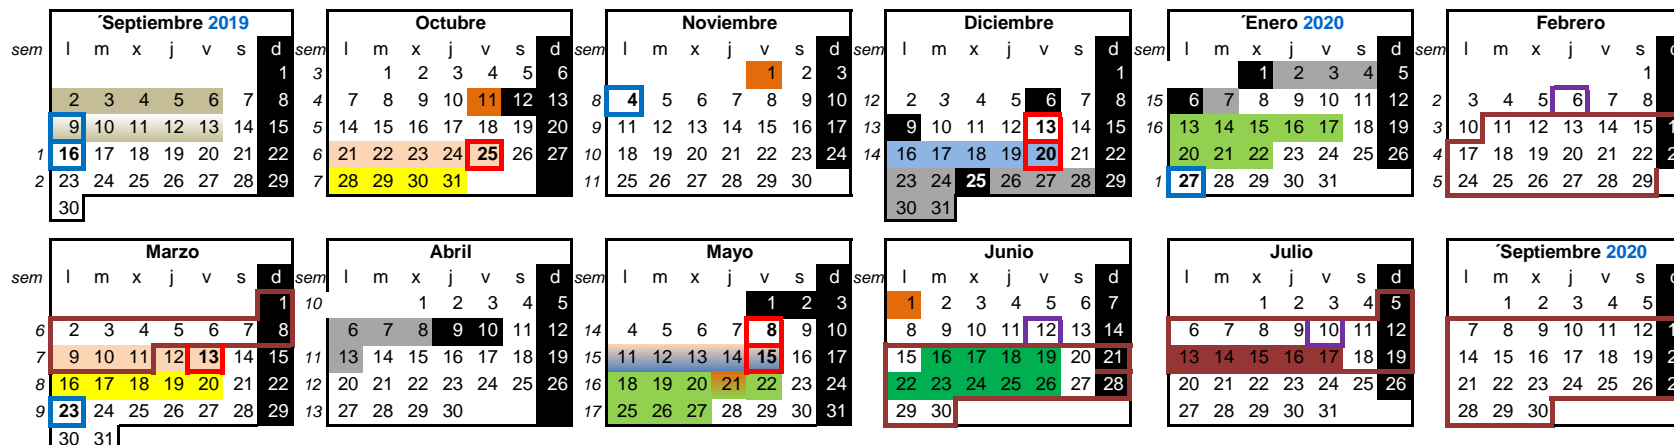 ´Septiembre 2019 Octubre Noviembre Diciembre ´Enero 2020 Febrero
sem l m x j v s d sem l m x j v s d l m x j v s d sem l m x j v s d sem l m x j v s d sem l m x j v s
1 3 1 2 3 4 5 6 1 2 3 1 1 2 3 4 5 1
2 3 4 5 6 7 8 4 7 8 9 10 11 12 13 8 4 5 6 7 8 9 10 12 2 3 4 5 6 7 8 15 6 7 8 9 10 11 12 2 3 4 5 6 7 8
9 10 11 12 13 14 15 5 14 15 16 17 18 19 20 9 11 12 13 14 15 16 17 13 9 10 11 12 13 14 15 16 13 14 15 16 17 18 19 3 10 11 12 13 14 15
1 16 17 18 19 20 21 22 6 21 22 23 24 25 26 27 10 18 19 20 21 22 23 24 14 16 17 18 19 20 21 22 20 21 22 23 24 25 26 4 17 18 19 20 21 22
2 23 24 25 26 27 28 29 7 28 29 30 31 11 25 26 27 28 29 30 23 24 25 26 27 28 29 1 27 28 29 30 31 5 24 25 26 27 28 29
30 30 31
Marzo Abril Mayo Junio Julio ´Septiembre 2020
sem l m x j v s d sem l m x j v s d sem l m x j v s d sem l m x j v s d l m x j v s d l m x j v s
1 10 1 2 3 4 5 1 2 3 1 2 3 4 5 6 7 1 2 3 4 5 1 2 3 4 5
6 2 3 4 5 6 7 8 6 7 8 9 10 11 12 14 4 5 6 7 8 9 10 8 9 10 11 12 13 14 6 7 8 9 10 11 12 7 8 9 10 11 12
7 9 10 11 12 13 14 15 11 13 14 15 16 17 18 19 15 11 12 13 14 15 16 17 15 16 17 18 19 20 21 13 14 15 16 17 18 19 14 15 16 17 18 19
8 16 17 18 19 20 21 22 12 20 21 22 23 24 25 26 16 18 19 20 21 22 23 24 22 23 24 25 26 27 28 20 21 22 23 24 25 26 21 22 23 24 25 26
9 23 24 25 26 27 28 29 13 27 28 29 30 17 25 26 27 28 29 30 31 29 30 27 28 29 30 31 28 29 30
30 31